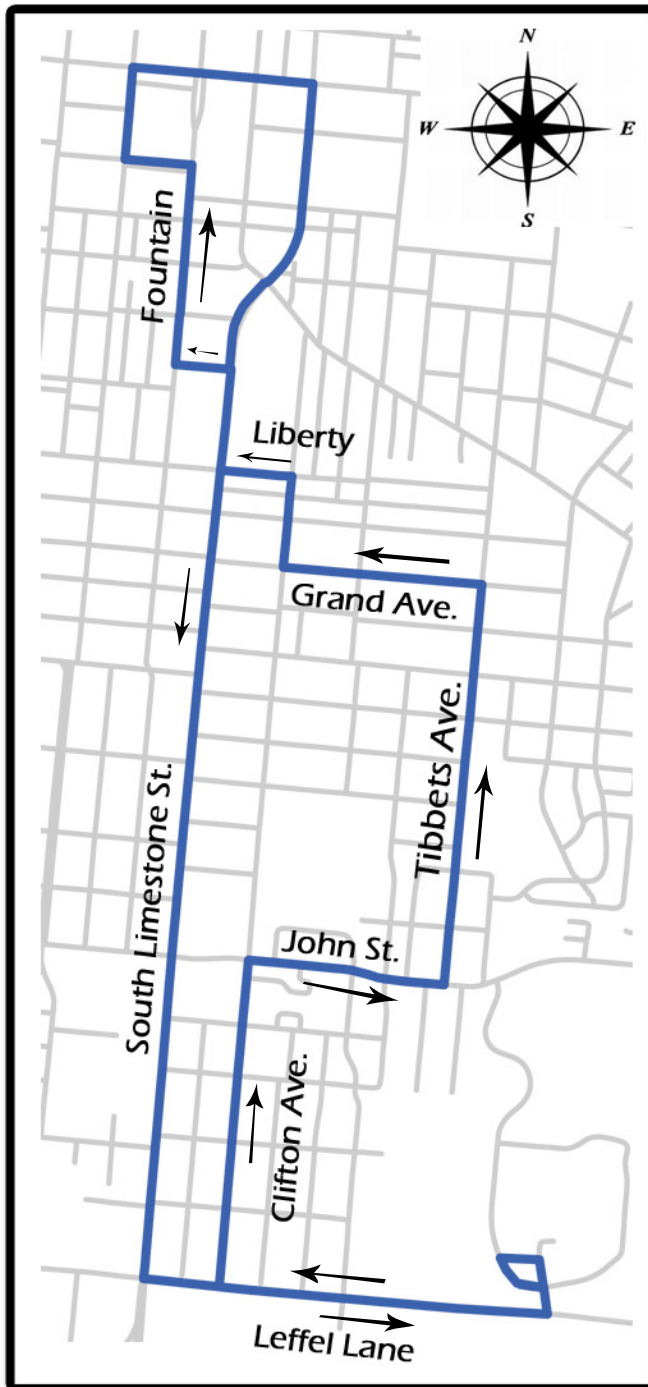 N
W
E
S
Fountain
Liberty
Grand Ave.
Tibbets Ave.
South Limestone St.
John St.
Clifton Ave.
Leffel Lane